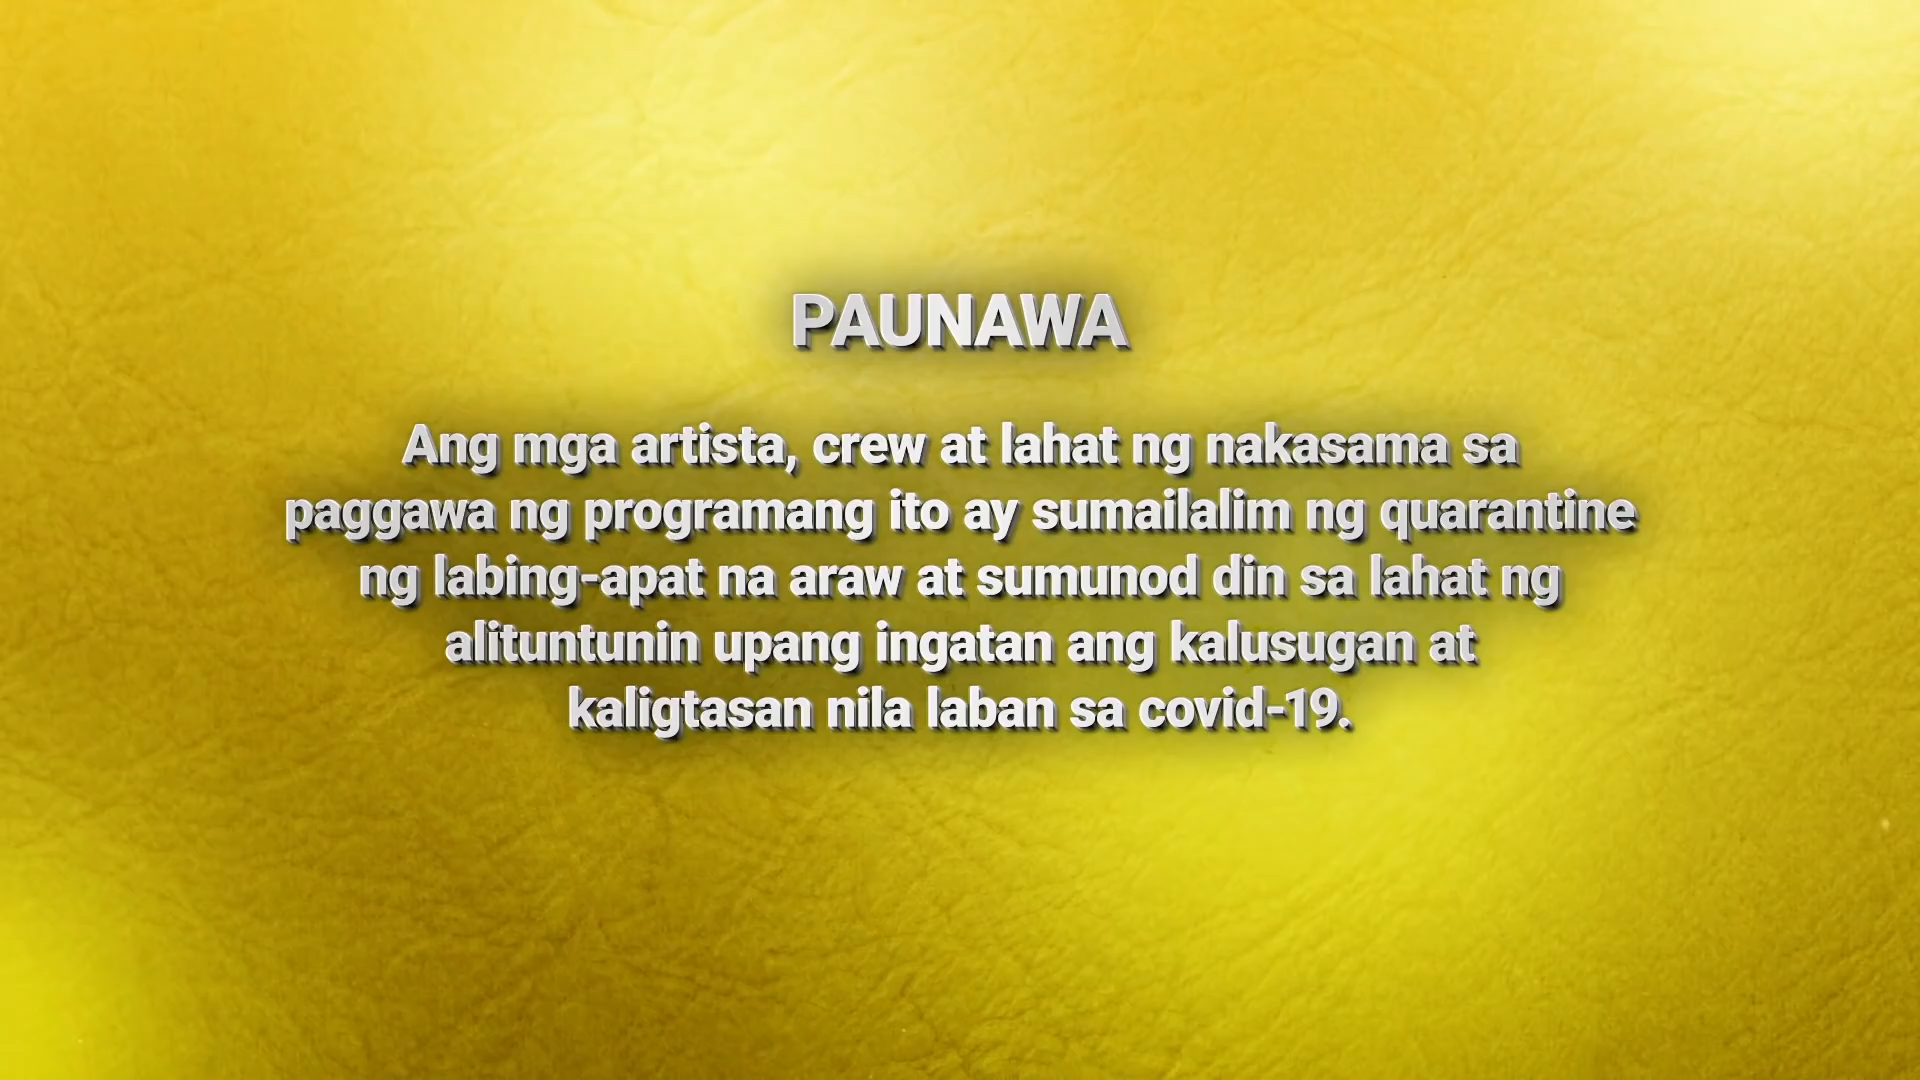 PAUNAWA
Ang mga artista, crew at lahat ng nakasama sa
paggawa ng programang ito ay sumailalim ng quarantine
ng labing-apat na araw at sumunod din sa lahat ng
alituntunin upang ingatan ang kalusugan at
kaligtasan nila laban sa covid-19.